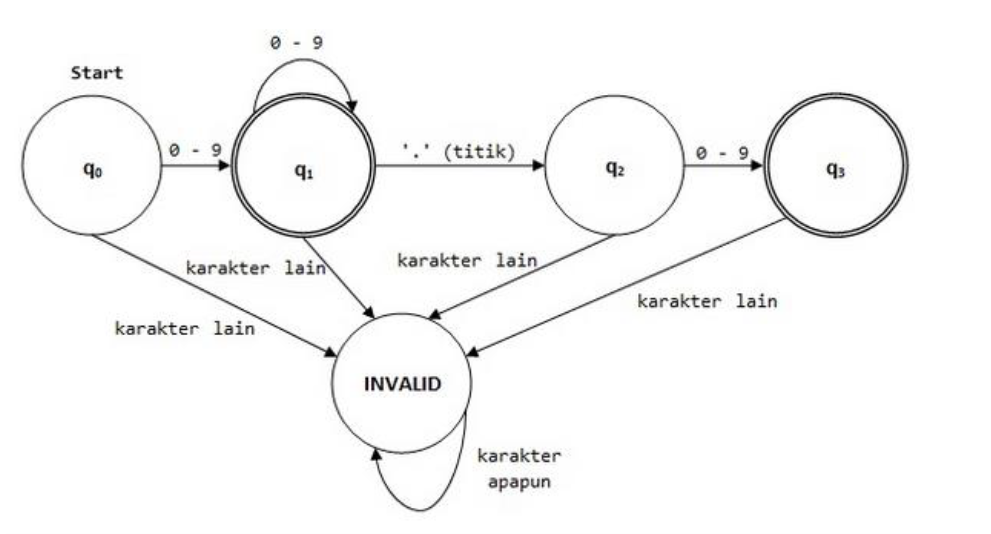 0 - 9
Start
q₀
0 - 9
q₁
'.' (titik)
q₂
0 - 9
q₃
karakter lain
karakter lain
karakter lain
karakter lain
INVALID
karakter
apapun